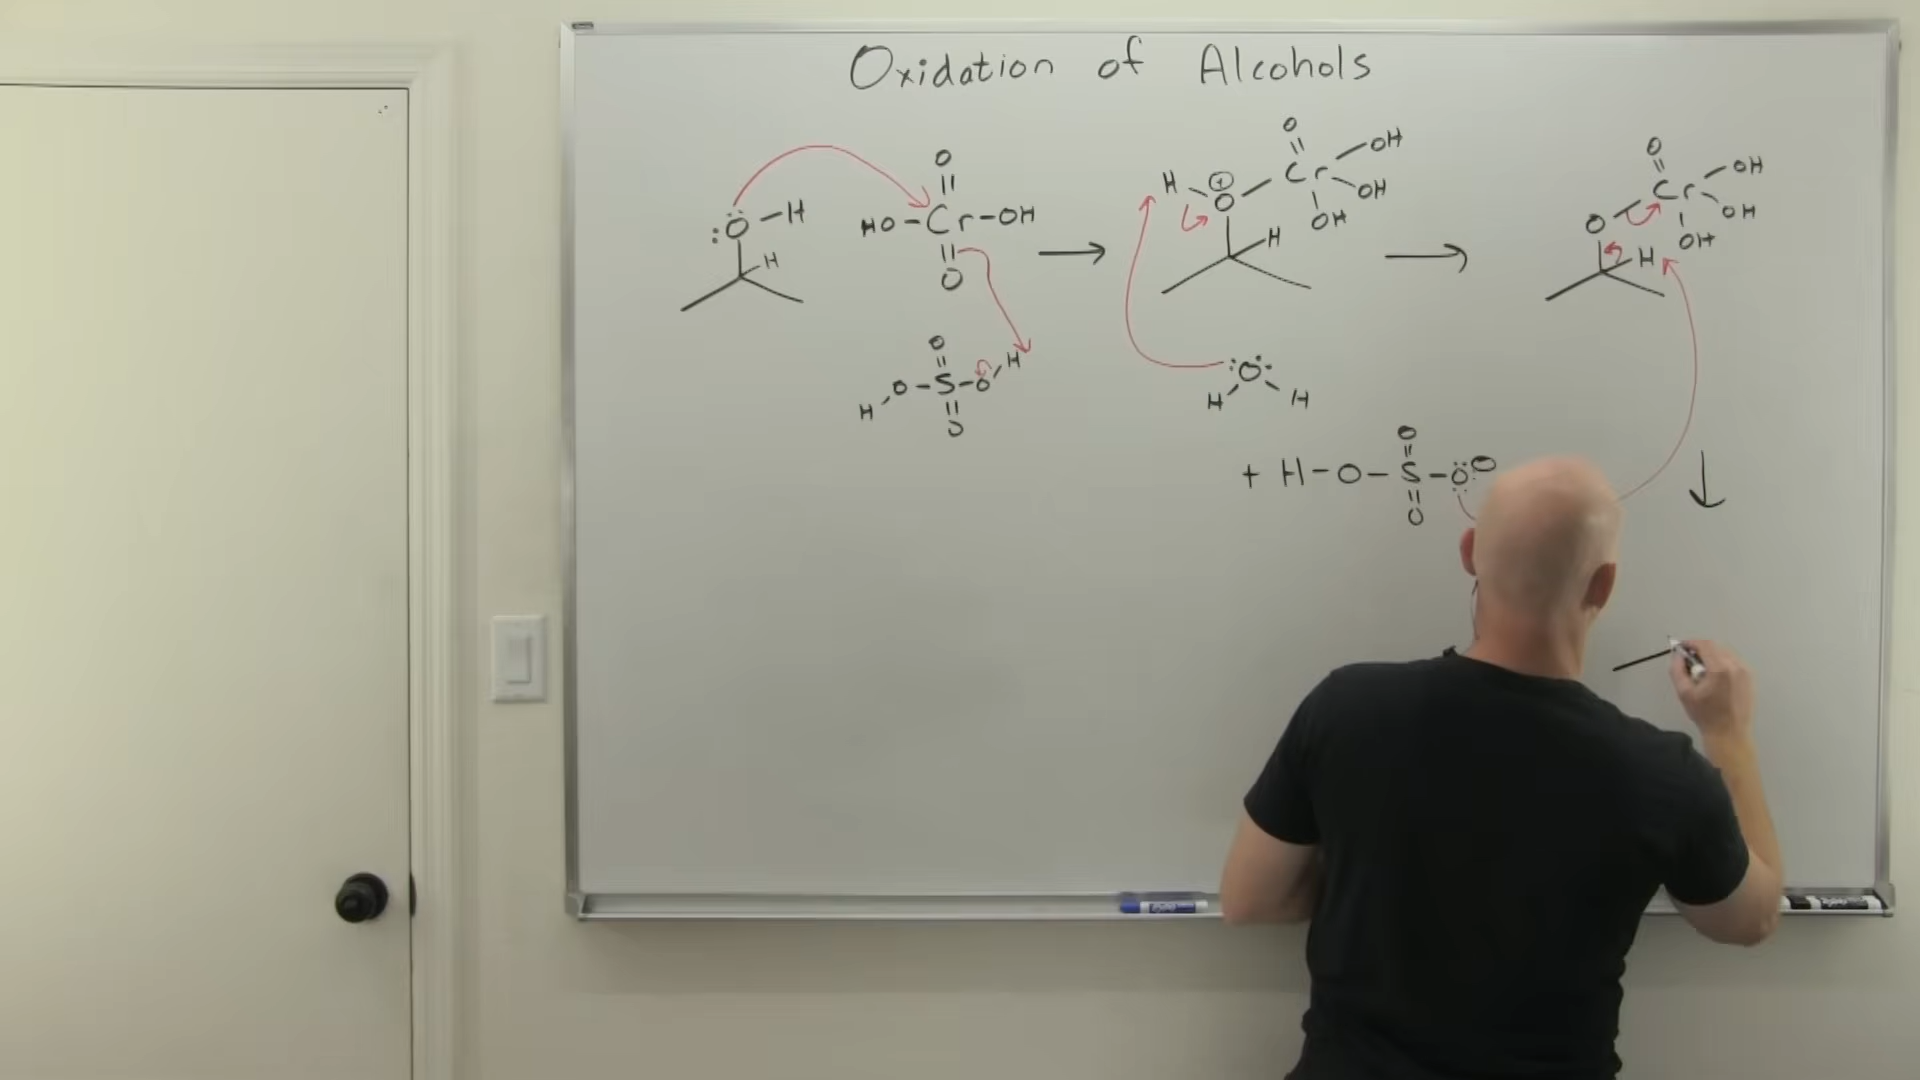 Oxidation of Alcohols
O
||
:Ö-H HO-Cr-OH
H
||
O
O
||
H-O-S-O-H
||
O
O
||
H-O⊕-Cr-OH
OH
OH
H
:Ö:
H H
O
||
O-Cr-OH
OH
OH
H
O
||
+ H-O-S-Ö:⊖
||
O